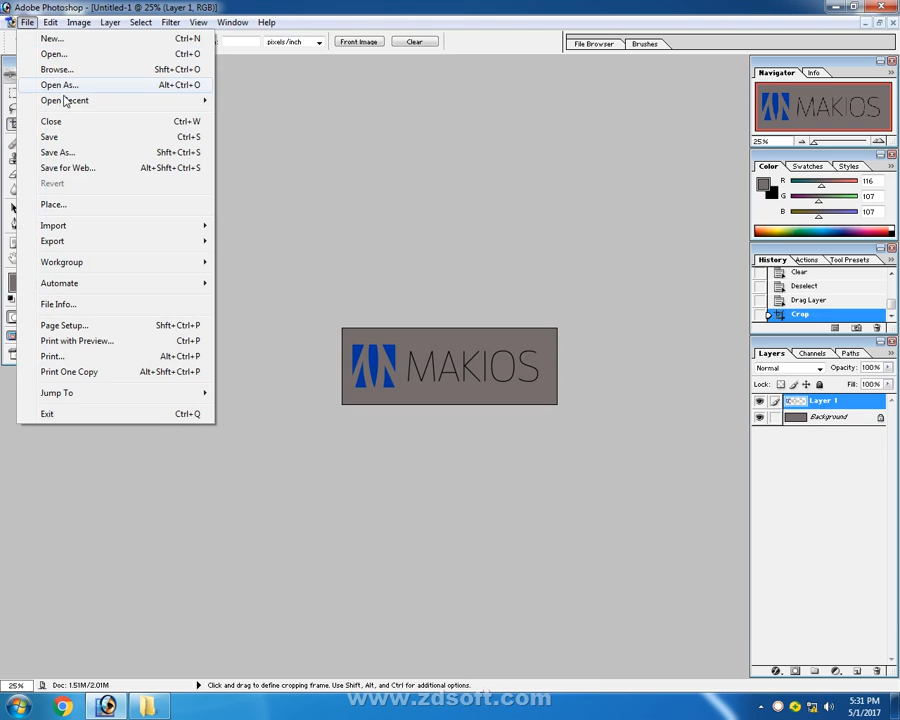 Adobe Photoshop - [Untitled-1 @ 25% (Layer 1, RGB)]
File Edit Image Layer Select Filter View Window Help
pixels/inch Front Image Clear File Browser Brushes
New... Ctrl+N
Open... Ctrl+O
Browse... Shft+Ctrl+O
Open As... Alt+Ctrl+O
Open Recent
Close Ctrl+W
Save Ctrl+S
Save As... Shft+Ctrl+S
Save for Web... Alt+Shft+Ctrl+S
Revert
Place...
Import
Export
Workgroup
Automate
File Info...
Page Setup... Shft+Ctrl+P
Print with Preview... Ctrl+P
Print... Alt+Ctrl+P
Print One Copy Alt+Shft+Ctrl+P
Jump To
Exit Ctrl+Q
MAKIOS
Navigator Info
MAKIOS
25%
Color Swatches Styles
R 116
G 107
B 107
History Actions Tool Presets
Clear
Deselect
Drag Layer
Crop
Layers Channels Paths
Normal Opacity: 100%
Lock: Fill: 100%
Layer 1
Background
25% Doc: 1.51M/2.01M Click and drag to define cropping frame. Use Shift, Alt, and Ctrl for additional options.
www.zdsoft.com
5:31 PM
5/1/2017